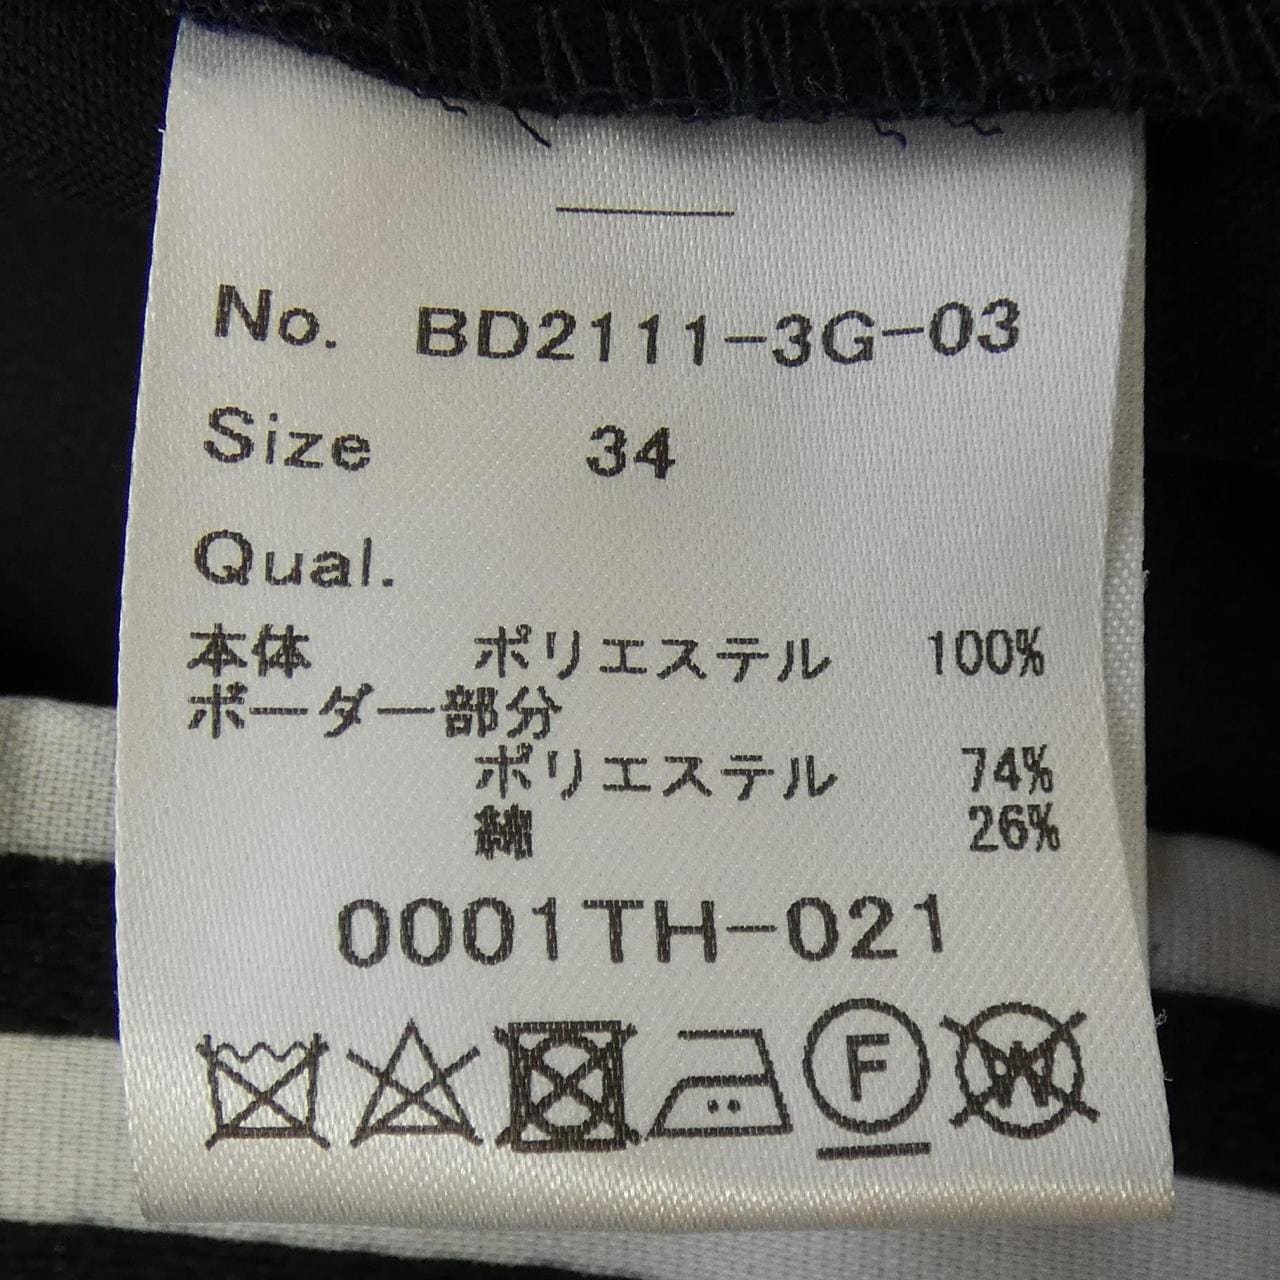 No. BD2111-3G-03
Size 34
Qual.
本体 ポリエステル 100%
ボーダー部分
ポリエステル 74%
綿 26%
0001TH-021
F
W